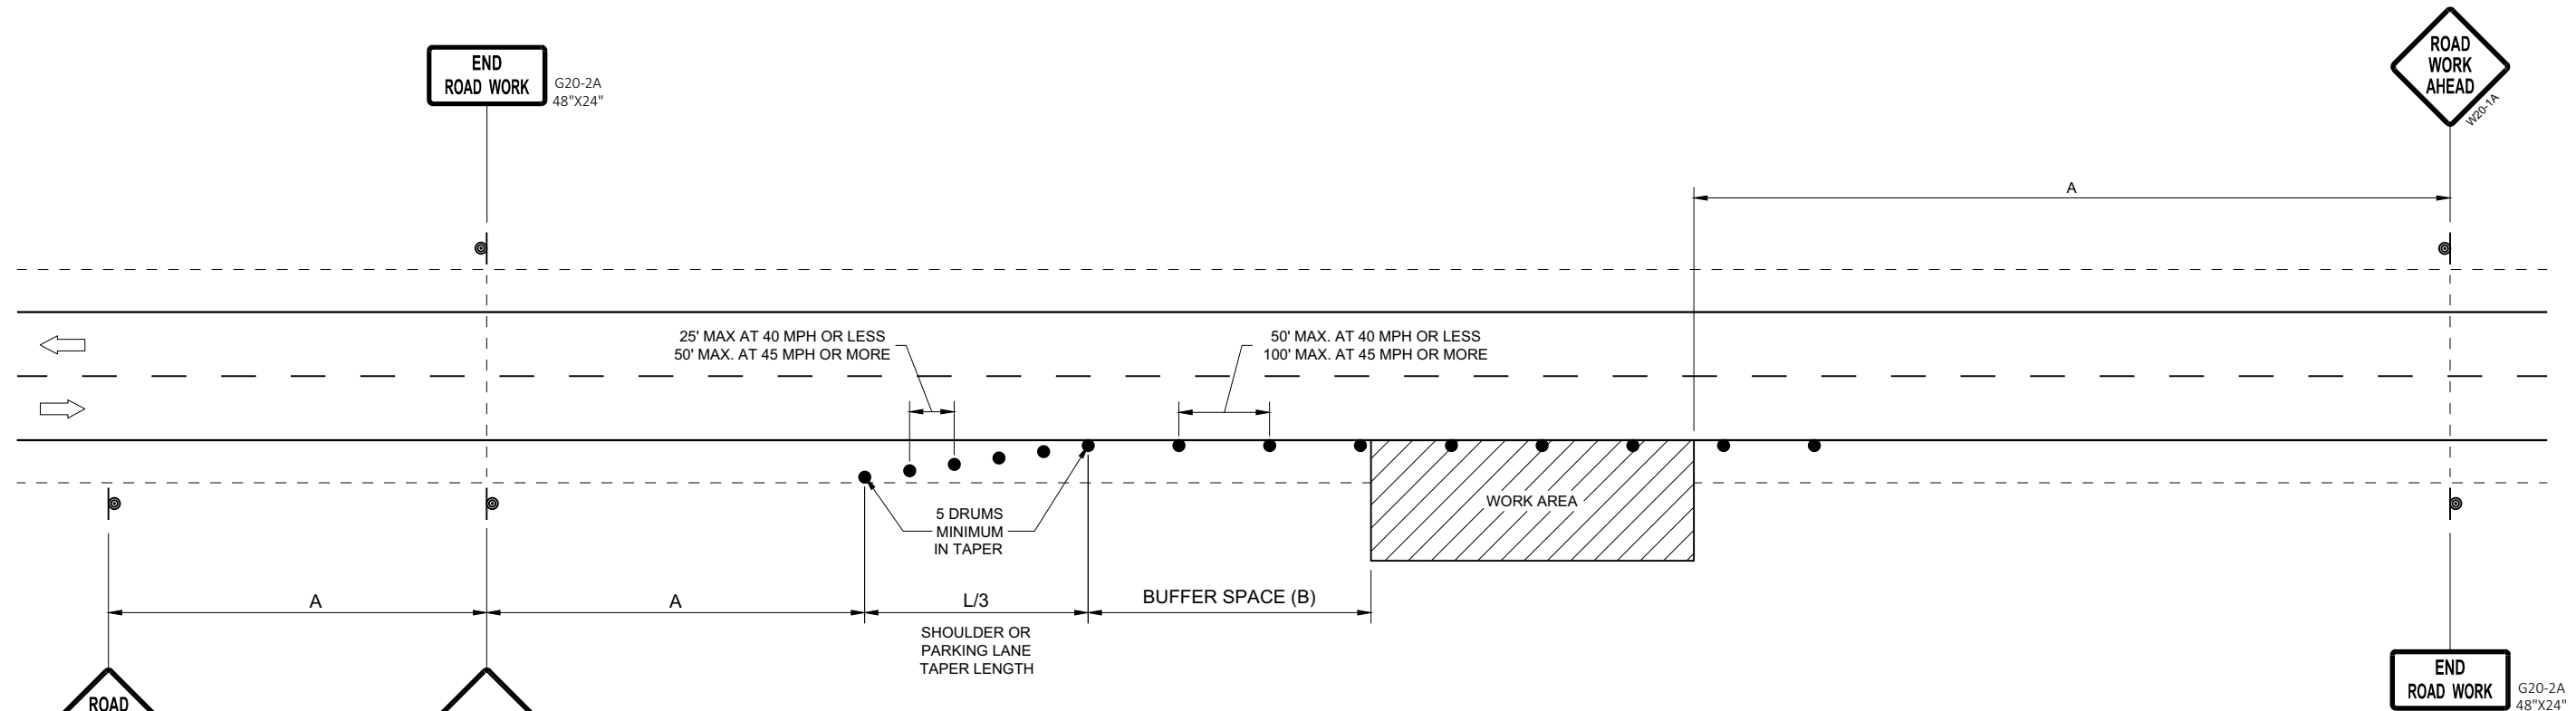 END
ROAD WORK
G20-2A
48"X24"
ROAD
WORK
AHEAD
W20-1A
A
25' MAX AT 40 MPH OR LESS
50' MAX. AT 45 MPH OR MORE
50' MAX. AT 40 MPH OR LESS
100' MAX. AT 45 MPH OR MORE
5 DRUMS
MINIMUM
IN TAPER
WORK AREA
A
A
L/3
BUFFER SPACE (B)
SHOULDER OR
PARKING LANE
TAPER LENGTH
ROAD
END
ROAD WORK
G20-2A
48"X24"